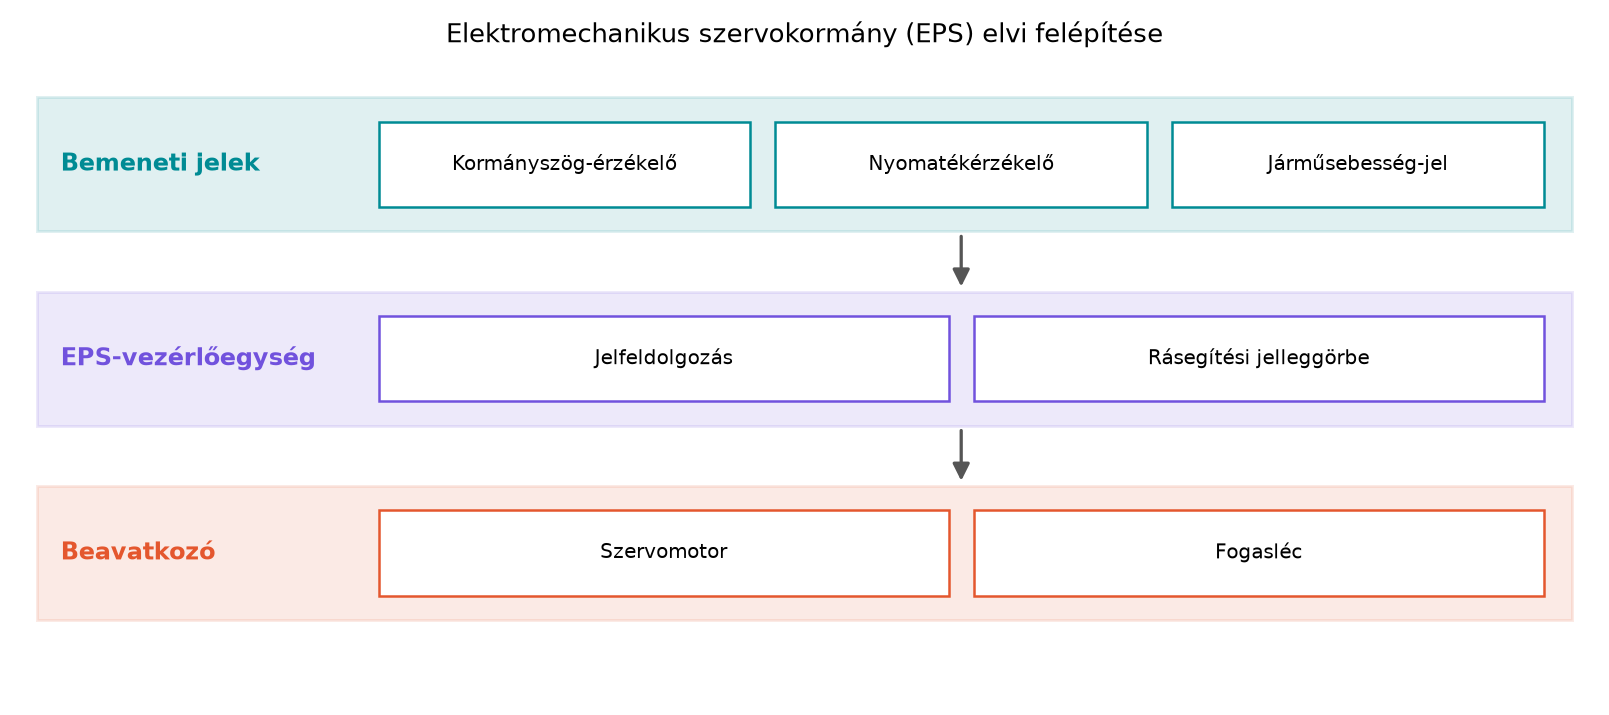 Elektromechanikus szervokormány (EPS) elvi felépítése
Bemeneti jelek
Kormányszög-érzékelő
Nyomatékérzékelő
Járműsebesség-jel
EPS-vezérlőegység
Jelfeldolgozás
Rásegítési jelleggörbe
Beavatkozó
Szervomotor
Fogasléc